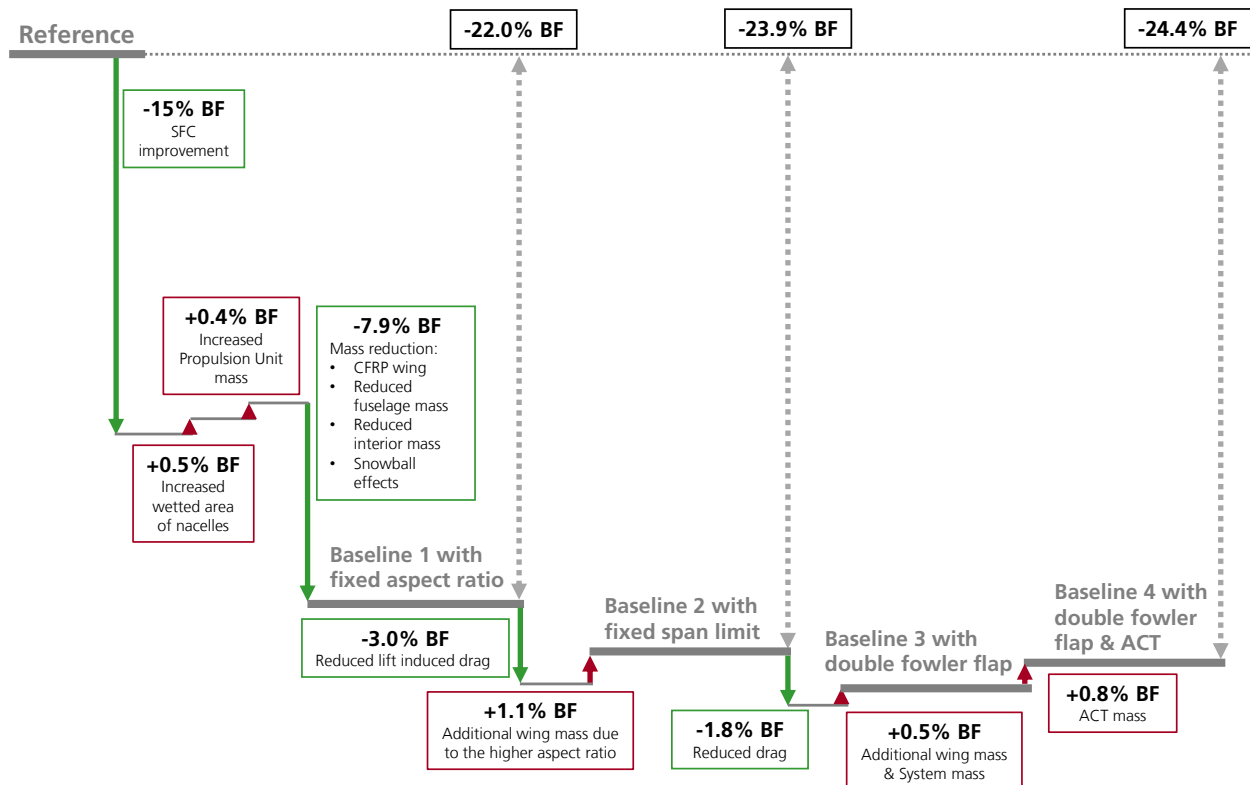 Reference
-22.0% BF
-23.9% BF
-24.4% BF
-15% BF
SFC
improvement
+0.4% BF
Increased
Propulsion Unit
mass
-7.9% BF
Mass reduction:
• CFRP wing
• Reduced
fuselage mass
• Reduced
interior mass
• Snowball
effects
+0.5% BF
Increased
wetted area
of nacelles
Baseline 1 with
fixed aspect ratio
-3.0% BF
Reduced lift induced drag
Baseline 2 with
fixed span limit
+1.1% BF
Additional wing mass due
to the higher aspect ratio
-1.8% BF
Reduced drag
Baseline 3 with
double fowler flap
+0.5% BF
Additional wing mass
& System mass
Baseline 4 with
double fowler
flap & ACT
+0.8% BF
ACT mass